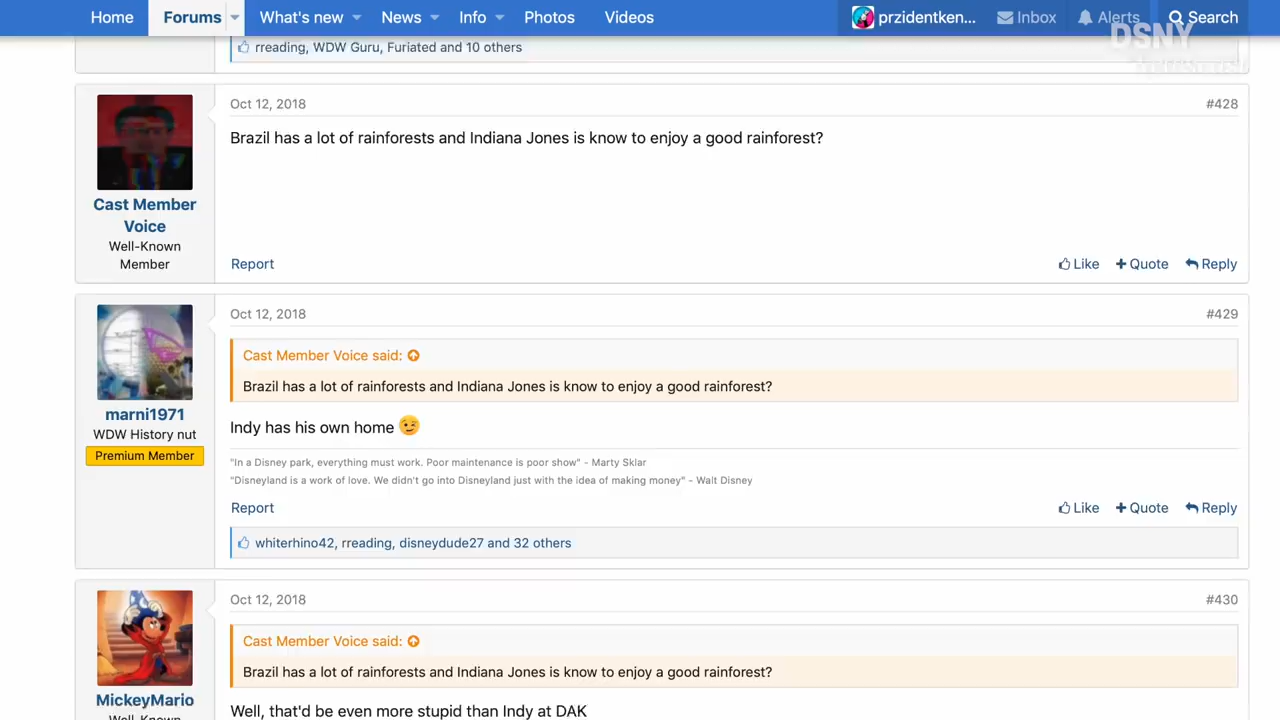 Home Forums What's new News Info Photos Videos przidentken... Inbox Alerts Search
DSNY
rreading, WDW Guru, Furiated and 10 others
Oct 12, 2018 #428
Brazil has a lot of rainforests and Indiana Jones is know to enjoy a good rainforest?
Cast Member
Voice
Well-Known
Member
Report Like Quote Reply
Oct 12, 2018 #429
Cast Member Voice said:
Brazil has a lot of rainforests and Indiana Jones is know to enjoy a good rainforest?
marni1971
WDW History nut
Premium Member
Indy has his own home
"In a Disney park, everything must work. Poor maintenance is poor show" - Marty Sklar
"Disneyland is a work of love. We didn't go into Disneyland just with the idea of making money" - Walt Disney
Report Like Quote Reply
whiterhino42, rreading, disneydude27 and 32 others
Oct 12, 2018 #430
Cast Member Voice said:
Brazil has a lot of rainforests and Indiana Jones is know to enjoy a good rainforest?
MickeyMario
Well-Known
Well, that'd be even more stupid than Indy at DAK